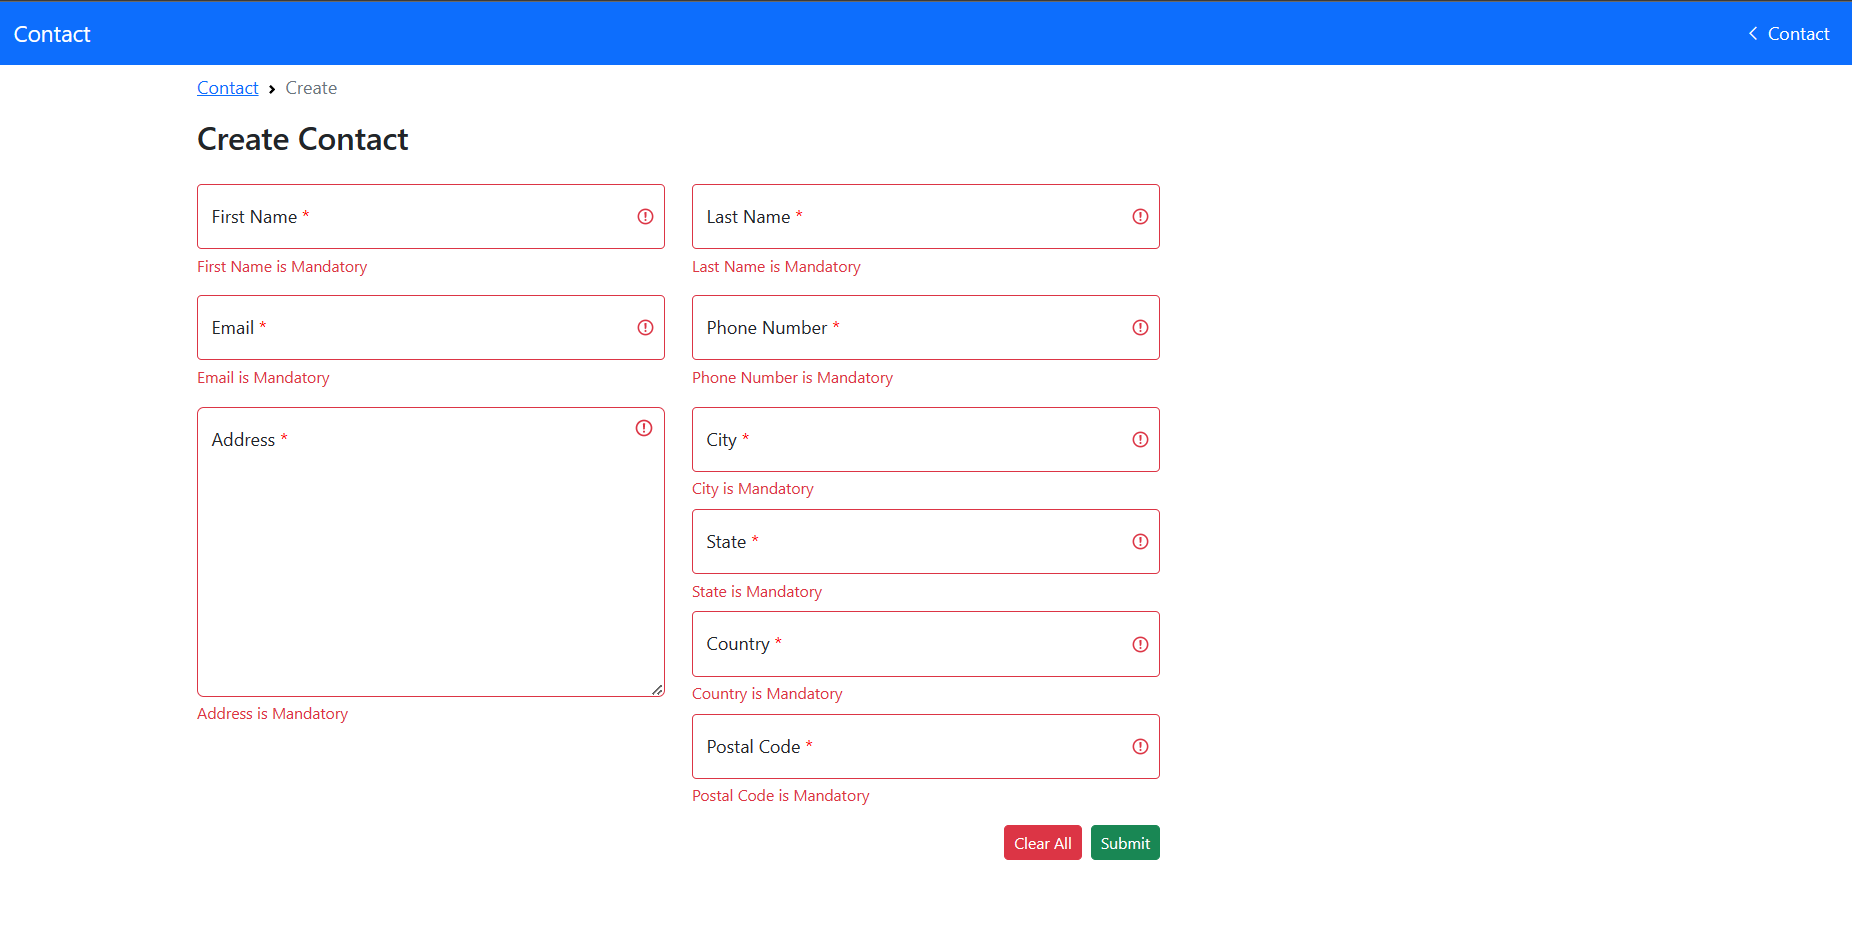 Contact
Contact
Contact Create
Create Contact
First Name *
Last Name *
First Name is Mandatory
Last Name is Mandatory
Email *
Phone Number *
Email is Mandatory
Phone Number is Mandatory
Address *
City *
City is Mandatory
State *
State is Mandatory
Country *
Country is Mandatory
Address is Mandatory
Postal Code *
Postal Code is Mandatory
Clear All
Submit